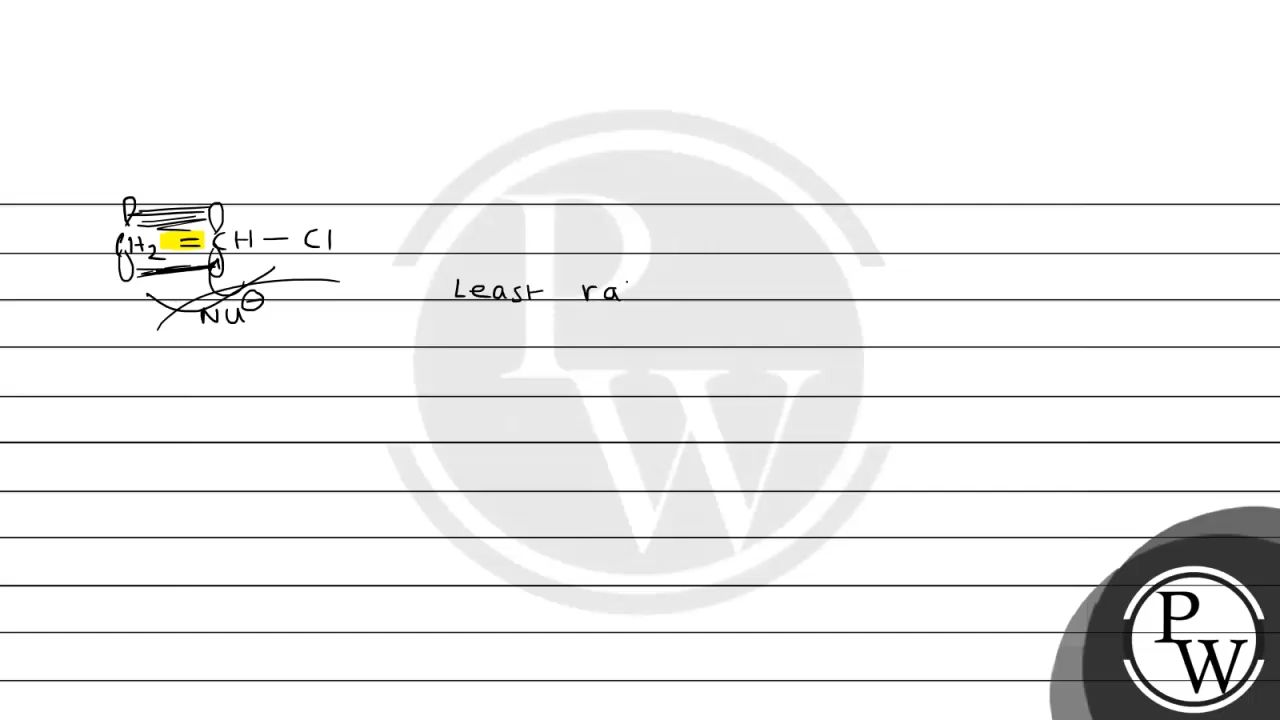 CH2 = CH — Cl
Nu⊖
Least ra
P
W
P
W